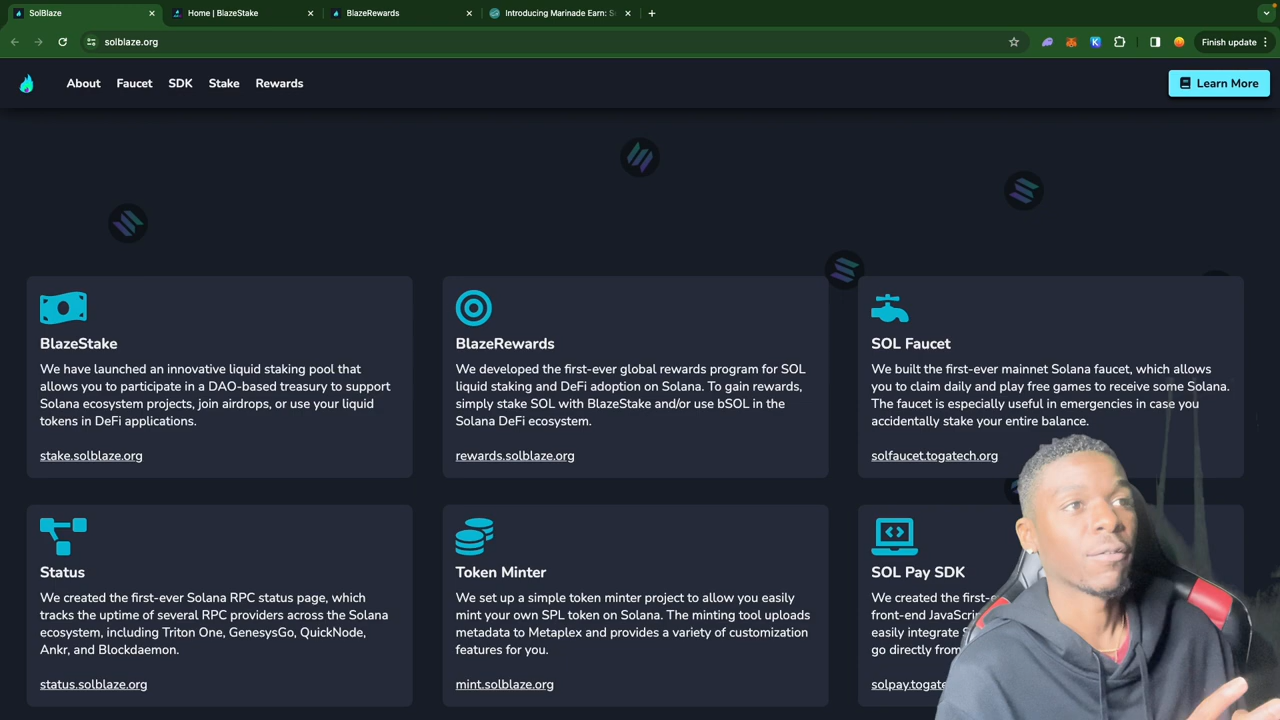 SolBlaze
Home | BlazeStake
BlazeRewards
Introducing Marinade Earn: S
solblaze.org
Finish update
About
Faucet
SDK
Stake
Rewards
Learn More
BlazeStake
We have launched an innovative liquid staking pool that
allows you to participate in a DAO-based treasury to support
Solana ecosystem projects, join airdrops, or use your liquid
tokens in DeFi applications.
stake.solblaze.org
BlazeRewards
We developed the first-ever global rewards program for SOL
liquid staking and DeFi adoption on Solana. To gain rewards,
simply stake SOL with BlazeStake and/or use bSOL in the
Solana DeFi ecosystem.
rewards.solblaze.org
SOL Faucet
We built the first-ever mainnet Solana faucet, which allows
you to claim daily and play free games to receive some Solana.
The faucet is especially useful in emergencies in case you
accidentally stake your entire balance.
solfaucet.togatech.org
Status
We created the first-ever Solana RPC status page, which
tracks the uptime of several RPC providers across the Solana
ecosystem, including Triton One, GenesysGo, QuickNode,
Ankr, and Blockdaemon.
status.solblaze.org
Token Minter
We set up a simple token minter project to allow you easily
mint your own SPL token on Solana. The minting tool uploads
metadata to Metaplex and provides a variety of customization
features for you.
mint.solblaze.org
SOL Pay SDK
We created the first-
front-end JavaScri
easily integrate S
go directly from
solpay.togate